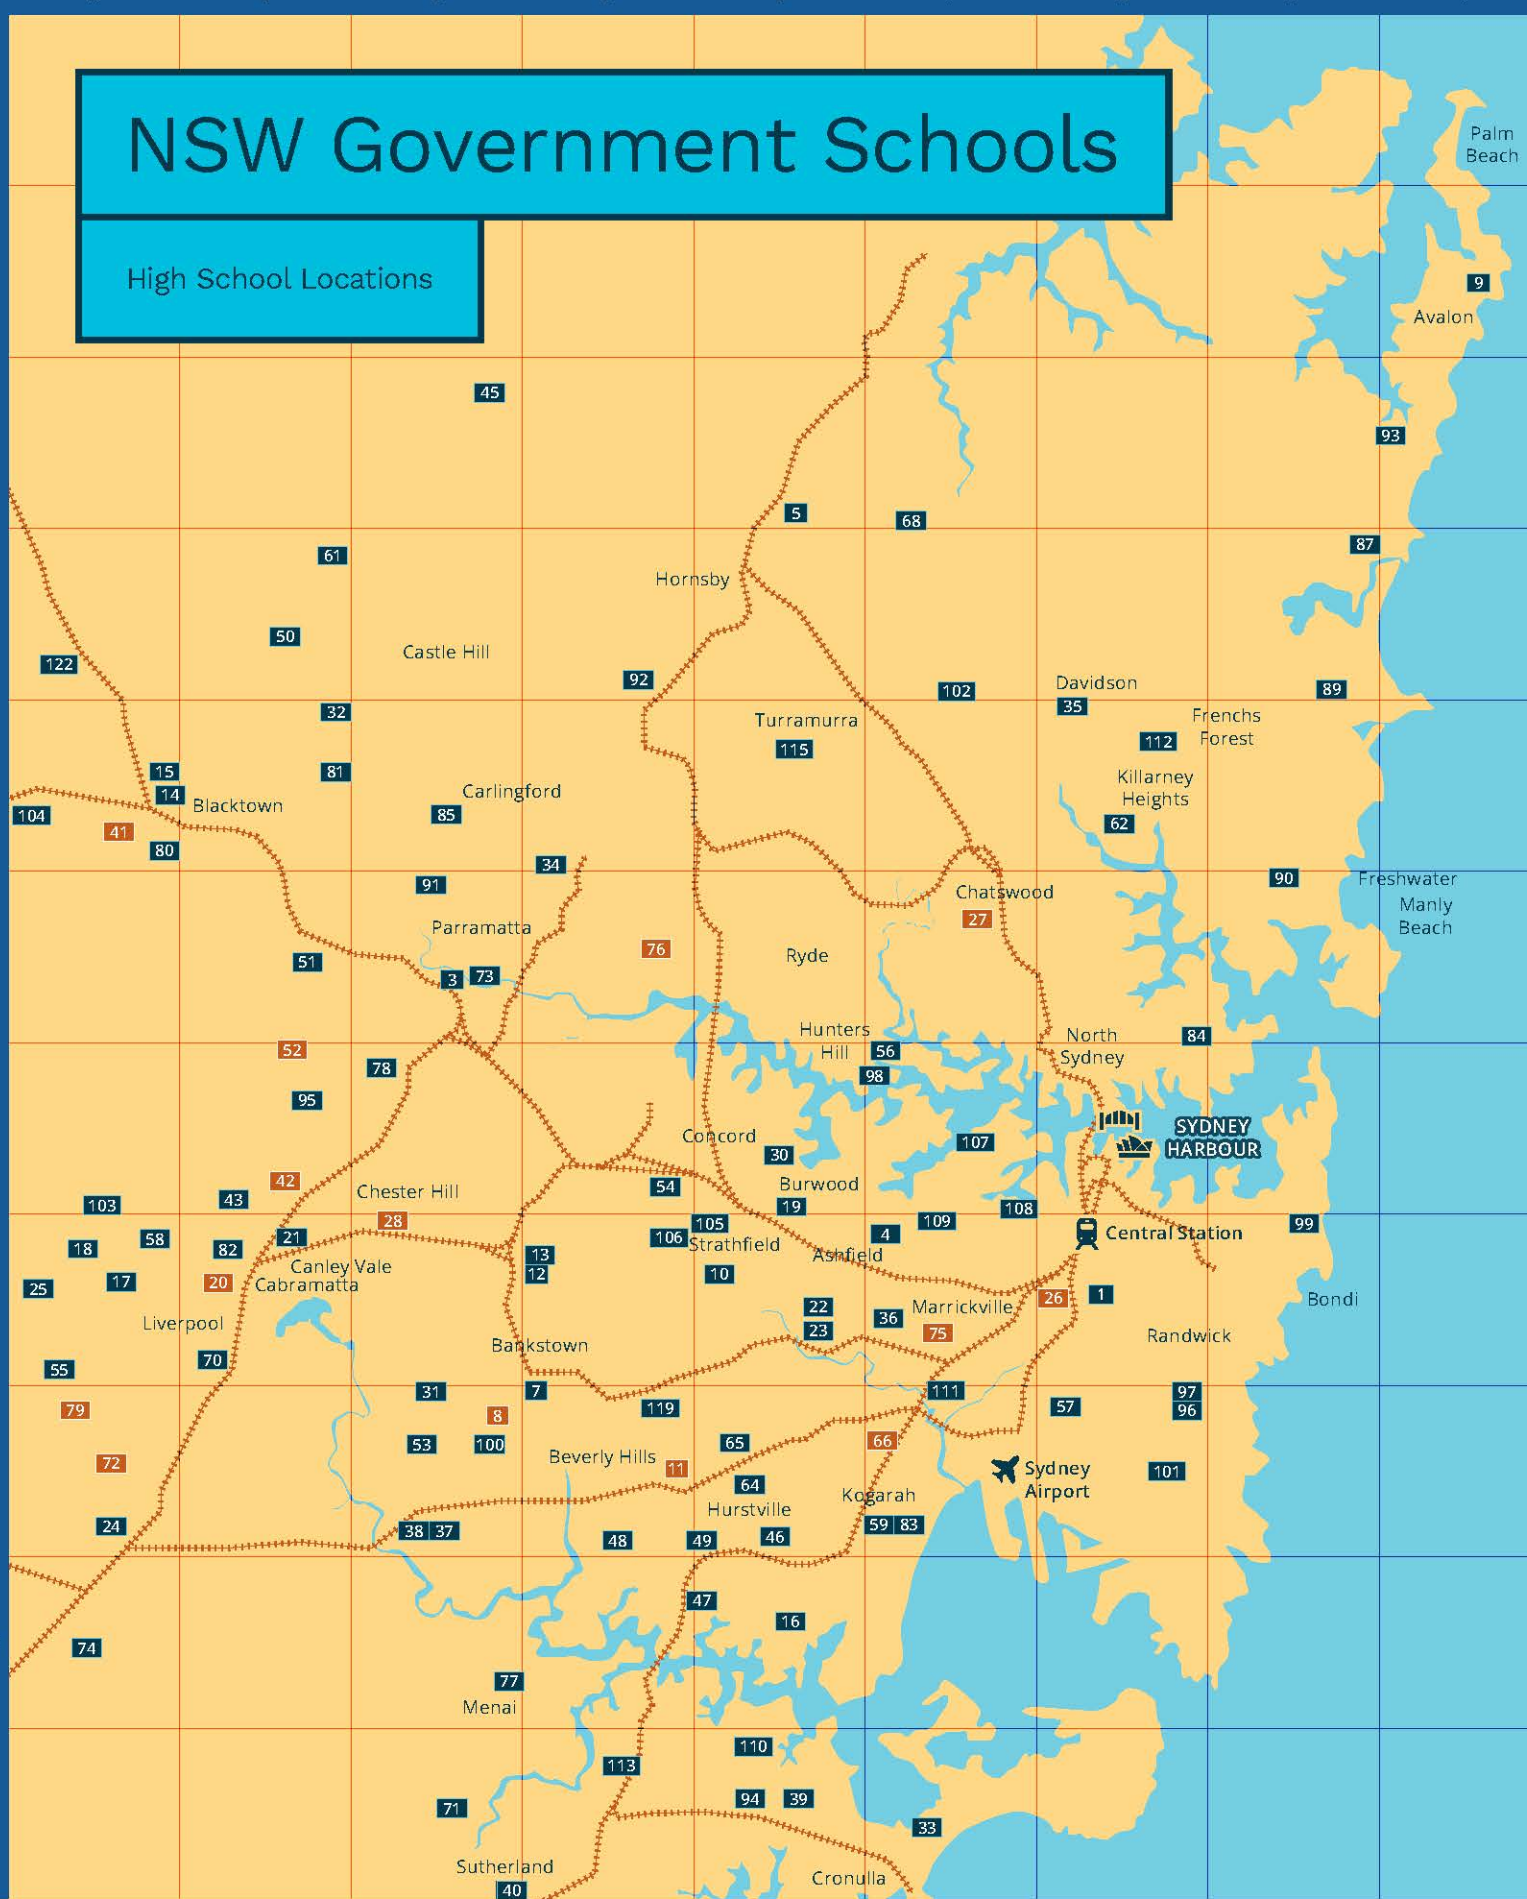 NSW Government Schools
High School Locations
Palm
Beach
9
Avalon
45
93
5
68
87
61
Hornsby
50
Castle Hill
122
92
102
Davidson
35
89
32
Turramurra
Frenchs
Forest
112
115
15
81
Killarney
Heights
14
Blacktown
Carlingford
104
85
62
41
80
34
91
Chatswood
90
Freshwater
27
Manly
Beach
Parramatta
76
Ryde
51
3
73
Hunters
Hill
56
North
Sydney
84
52
78
98
95
SYDNEY
HARBOUR
Concord
107
30
42
Chester Hill
54
Burwood
43
103
19
108
28
105
109
99
58
21
106
Strathfield
4
Central Station
18
82
13
Ashfield
Canley Vale
12
10
17
20
Cabramatta
25
26
1
Bondi
22
Marrickville
36
Liverpool
23
75
Randwick
Bankstown
70
55
31
7
111
97
79
8
119
57
96
53
100
65
66
Beverly Hills
11
72
Sydney
Airport
101
64
Kogarah
Hurstville
24
38
37
59
83
48
49
46
47
16
74
77
Menai
110
113
94
39
71
33
Sutherland
Cronulla
40